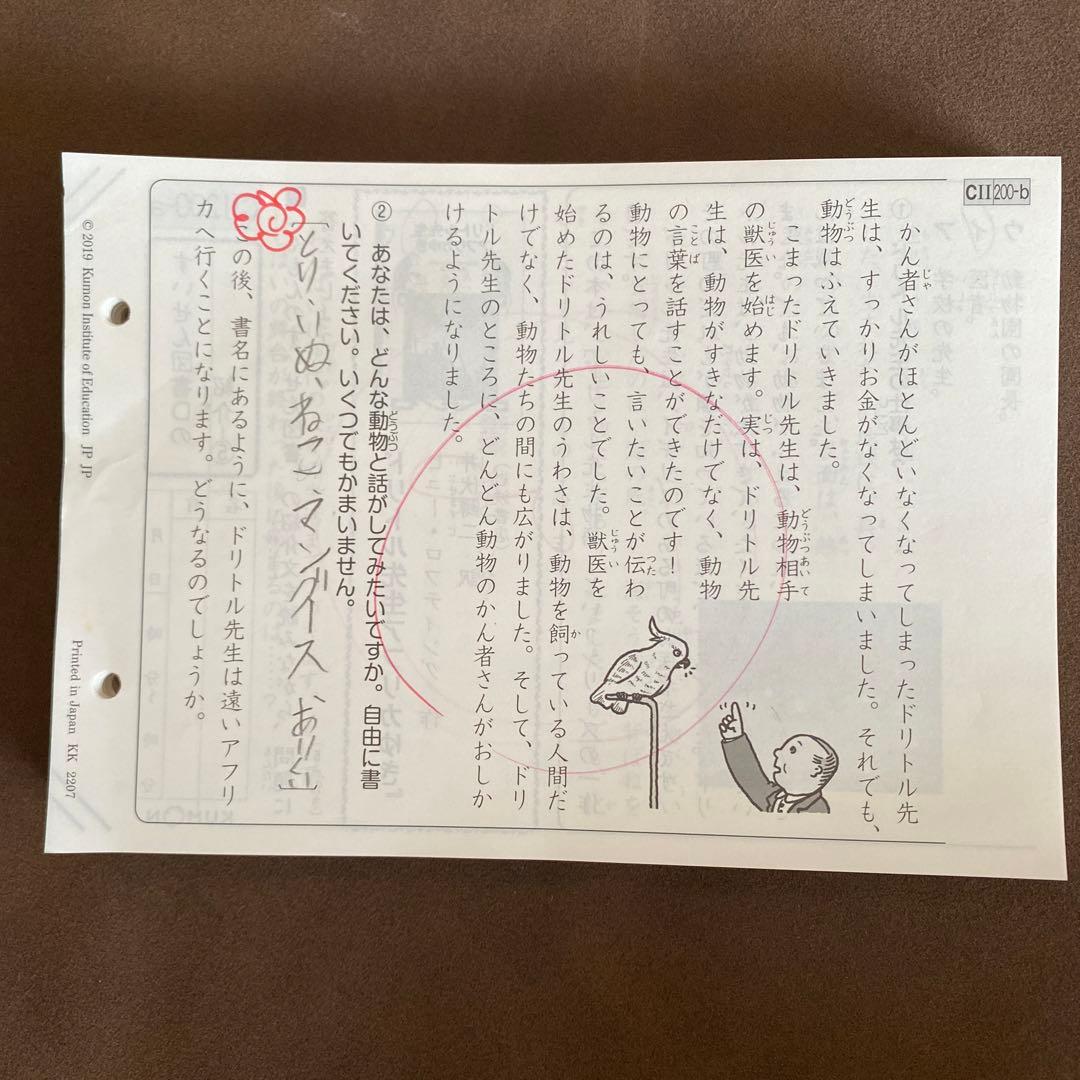 CII 200-b
かん者さんがほとんどいなくなってしまったドリトル先
生は、すっかりお金がなくなってしまいました。それでも、
動物はふえていきました。
こまったドリトル先生は、動物相手
の獣医を始めます。実は、ドリトル先
生は、動物がすきなだけでなく、動物
の言葉を話すことができたのです！
動物にとっても、言いたいことが伝わ
るのは、うれしいことでした。獣医を
始めたドリトル先生のうわさは、動物を飼っている人間だ
けでなく、動物たちの間にも広がりました。そして、ドリ
トル先生のところに、どんどん動物のかん者さんがおしか
けるようになりました。
② あなたは、どんな動物と話がしてみたいですか。自由に書
いてください。いくつでもかまいません。
「とり、いぬ、ねこ、マングイス
この後、書名にあるように、ドリトル先生は遠いアフリ
カへ行くことになります。どうなるのでしょうか。
© 2019 Kumon Institute of Education JP JP
Printed in Japan KK 2207